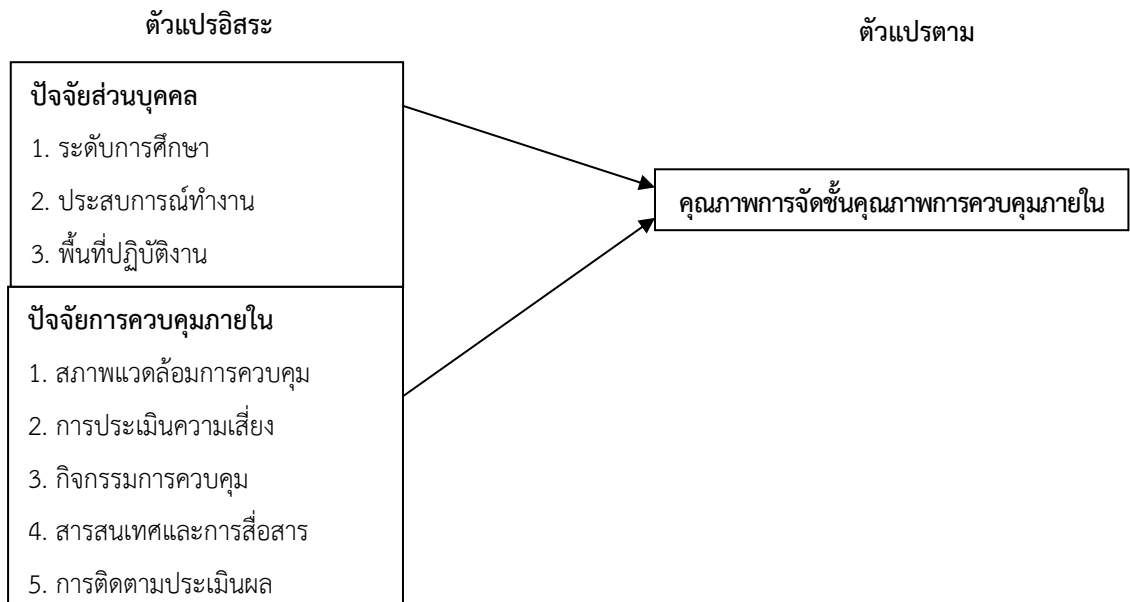 ตัวแปรอิสระ
ตัวแปรตาม
ปัจจัยส่วนบุคคล
1. ระดับการศึกษา
2. ประสบการณ์ทำงาน
3. พื้นที่ปฏิบัติงาน
คุณภาพการจัดชั้นคุณภาพการควบคุมภายใน
ปัจจัยการควบคุมภายใน
1. สภาพแวดล้อมการควบคุม
2. การประเมินความเสี่ยง
3. กิจกรรมการควบคุม
4. สารสนเทศและการสื่อสาร
5. การติดตามประเมินผล